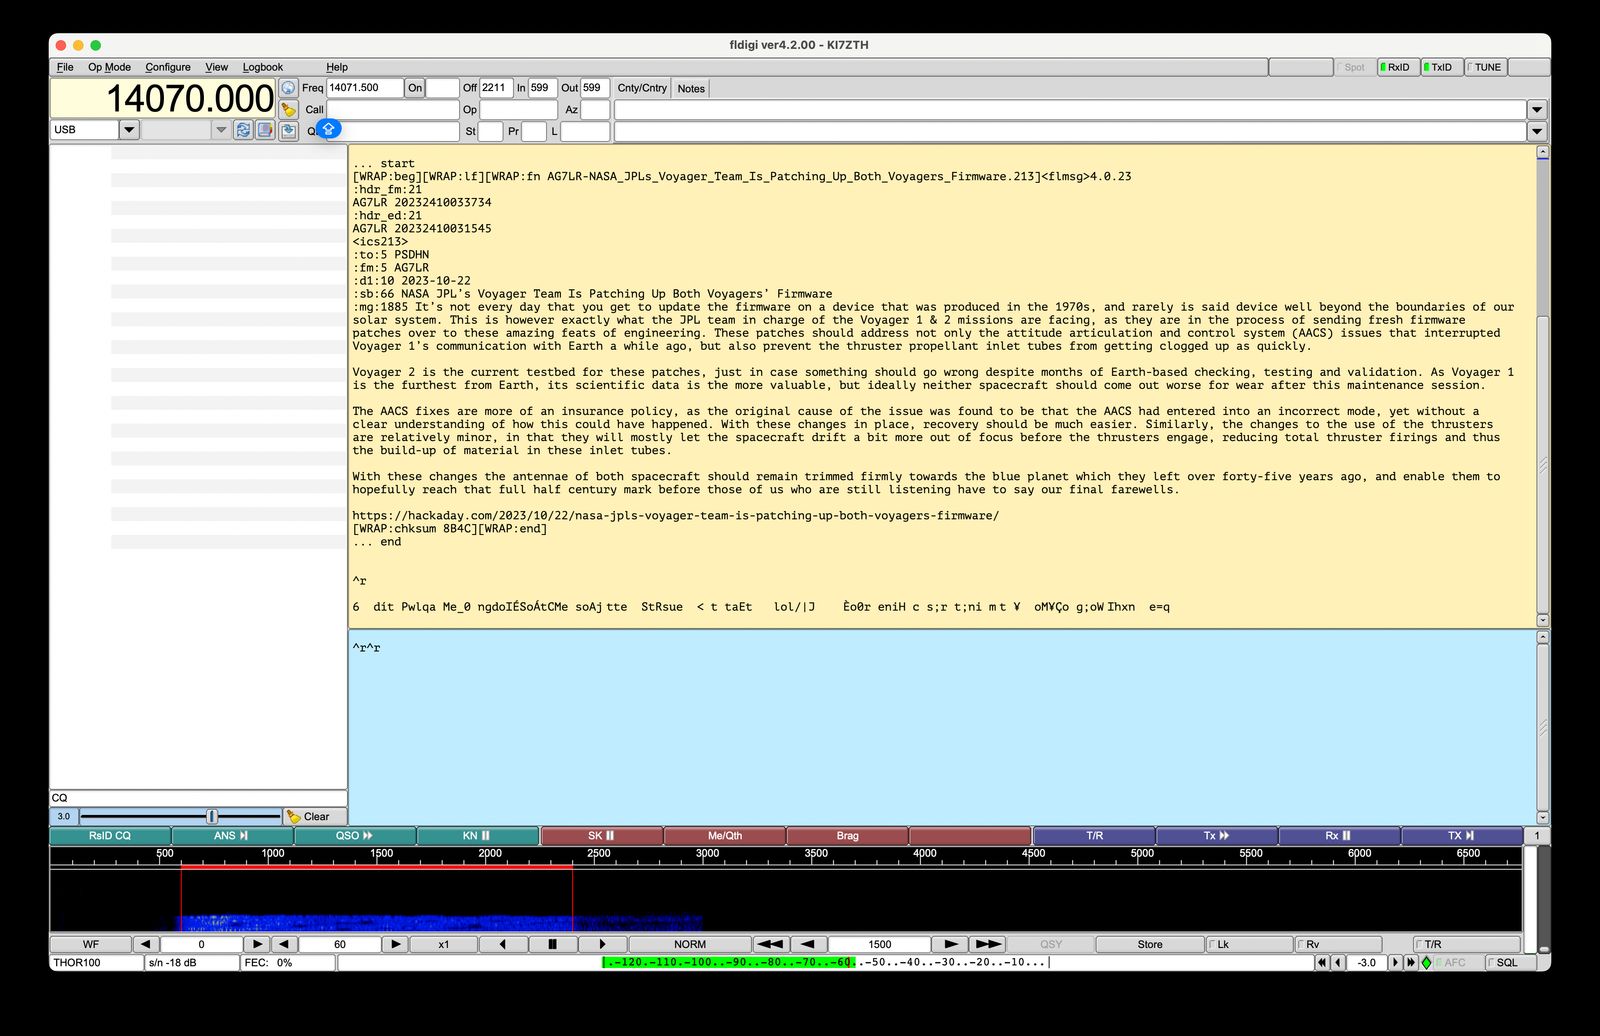 fldigi ver4.2.00 - KI7ZTH
File Op Mode Configure View Logbook Help
Spot RxID TxID TUNE
14070.000
Freq 14071.500 On Off 2211 In 599 Out 599 Cnty/Cntry Notes
Call Op Az
USB
St Pr L
... start
[WRAP:beg][WRAP:lf][WRAP:fn AG7LR-NASA_JPLs_Voyager_Team_Is_Patching_Up_Both_Voyagers_Firmware.213]<flmsg>4.0.23
:hdr_fm:21
AG7LR 20232410033734
:hdr_ed:21
AG7LR 20232410031545
<ics213>
:to:5 PSDHN
:fm:5 AG7LR
:d1:10 2023-10-22
:sb:66 NASA JPL’s Voyager Team Is Patching Up Both Voyagers’ Firmware
:mg:1885 It’s not every day that you get to update the firmware on a device that was produced in the 1970s, and rarely is said device well beyond the boundaries of our
solar system. This is however exactly what the JPL team in charge of the Voyager 1 & 2 missions are facing, as they are in the process of sending fresh firmware
patches over to these amazing feats of engineering. These patches should address not only the attitude articulation and control system (AACS) issues that interrupted
Voyager 1’s communication with Earth a while ago, but also prevent the thruster propellant inlet tubes from getting clogged up as quickly.
Voyager 2 is the current testbed for these patches, just in case something should go wrong despite months of Earth-based checking, testing and validation. As Voyager 1
is the furthest from Earth, its scientific data is the more valuable, but ideally neither spacecraft should come out worse for wear after this maintenance session.
The AACS fixes are more of an insurance policy, as the original cause of the issue was found to be that the AACS had entered into an incorrect mode, yet without a
clear understanding of how this could have happened. With these changes in place, recovery should be much easier. Similarly, the changes to the use of the thrusters
are relatively minor, in that they will mostly let the spacecraft drift a bit more out of focus before the thrusters engage, reducing total thruster firings and thus
the build-up of material in these inlet tubes.
With these changes the antennae of both spacecraft should remain trimmed firmly towards the blue planet which they left over forty-five years ago, and enable them to
hopefully reach that full half century mark before those of us who are still listening have to say our final farewells.
https://hackaday.com/2023/10/22/nasa-jpls-voyager-team-is-patching-up-both-voyagers-firmware/
[WRAP:chksum 8B4C][WRAP:end]
... end
^r
6 dit Pwlqa Me_0 ngdoIÉSoÁtCMe soAj tte StRsue < t taEt lol/|J Èo0r eniH c s;r t;ni m t ¥ oM¥Ço g;oW Ihxn e=q
^r^r
CQ
3.0 Clear
RsID CQ ANS QSO KN SK Me/Qth Brag T/R Tx Rx TX 1
500 1000 1500 2000 2500 3000 3500 4000 4500 5000 5500 6000 6500
WF 0 60 x1 NORM 1500 QSY Store Lk Rv T/R
THOR100 s/n -18 dB FEC: 0% .-120.-110.-100..-90..-80..-70..-60..-50..-40..-30..-20..-10...| -3.0 AFC SQL